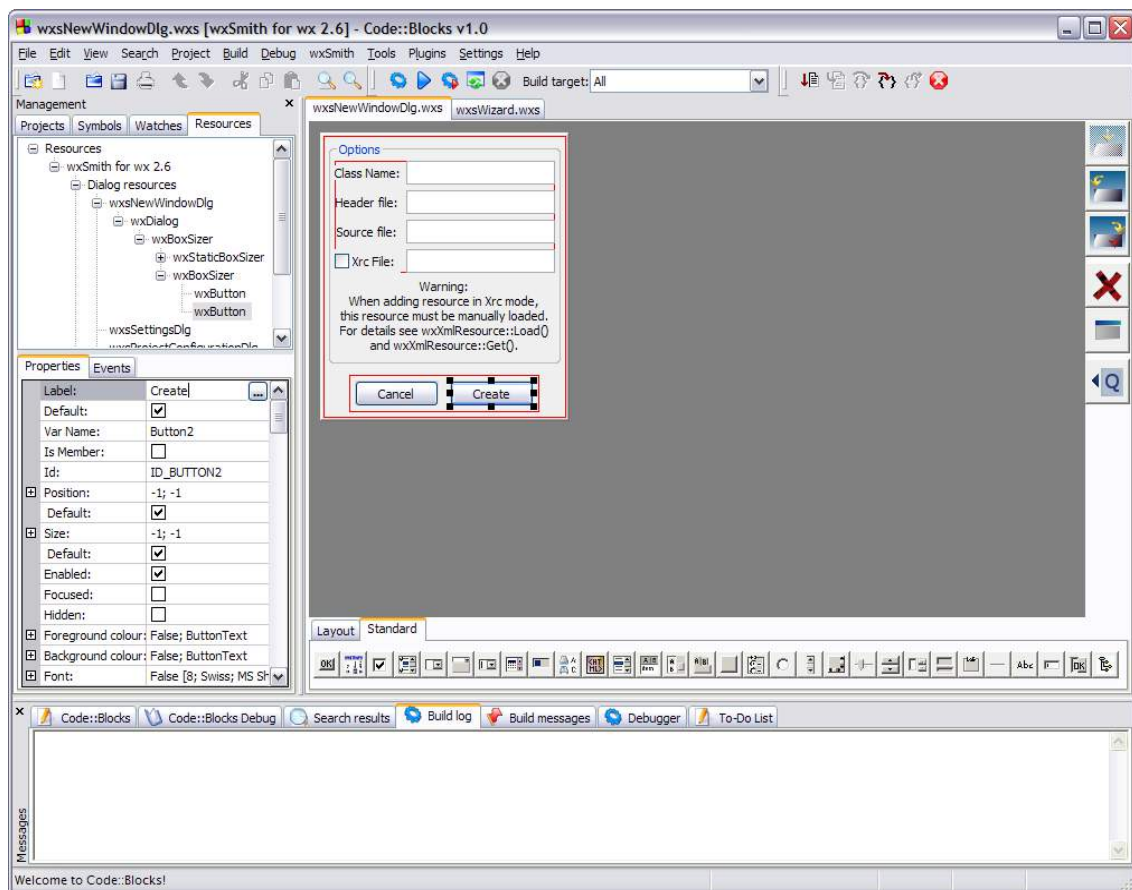 wxsNewWindowDlg.wxs [wxSmith for wx 2.6] - Code::Blocks v1.0
File Edit View Search Project Build Debug wxSmith Tools Plugins Settings Help
Build target: All
Management
Projects Symbols Watches Resources
Resources
wxSmith for wx 2.6
Dialog resources
wxsNewWindowDlg
wxDialog
wxBoxSizer
wxStaticBoxSizer
wxBoxSizer
wxButton
wxButton
wxsSettingsDlg
wxsProjectConfigurationDlg
Properties Events
Label: Create ...
Default:
Var Name: Button2
Is Member:
Id: ID_BUTTON2
Position: -1; -1
Default:
Size: -1; -1
Default:
Enabled:
Focused:
Hidden:
Foreground colour: False; ButtonText
Background colour: False; ButtonText
Font: False [8; Swiss; MS Sh
wxsNewWindowDlg.wxs wxsWizard.wxs
Options
Class Name:
Header file:
Source file:
Xrc File:
Warning:
When adding resource in Xrc mode,
this resource must be manually loaded.
For details see wxXmlResource::Load()
and wxXmlResource::Get().
Cancel Create
Q
Layout Standard
OK Abc OK
Code::Blocks Code::Blocks Debug Search results Build log Build messages Debugger To-Do List
Messages
Welcome to Code::Blocks!